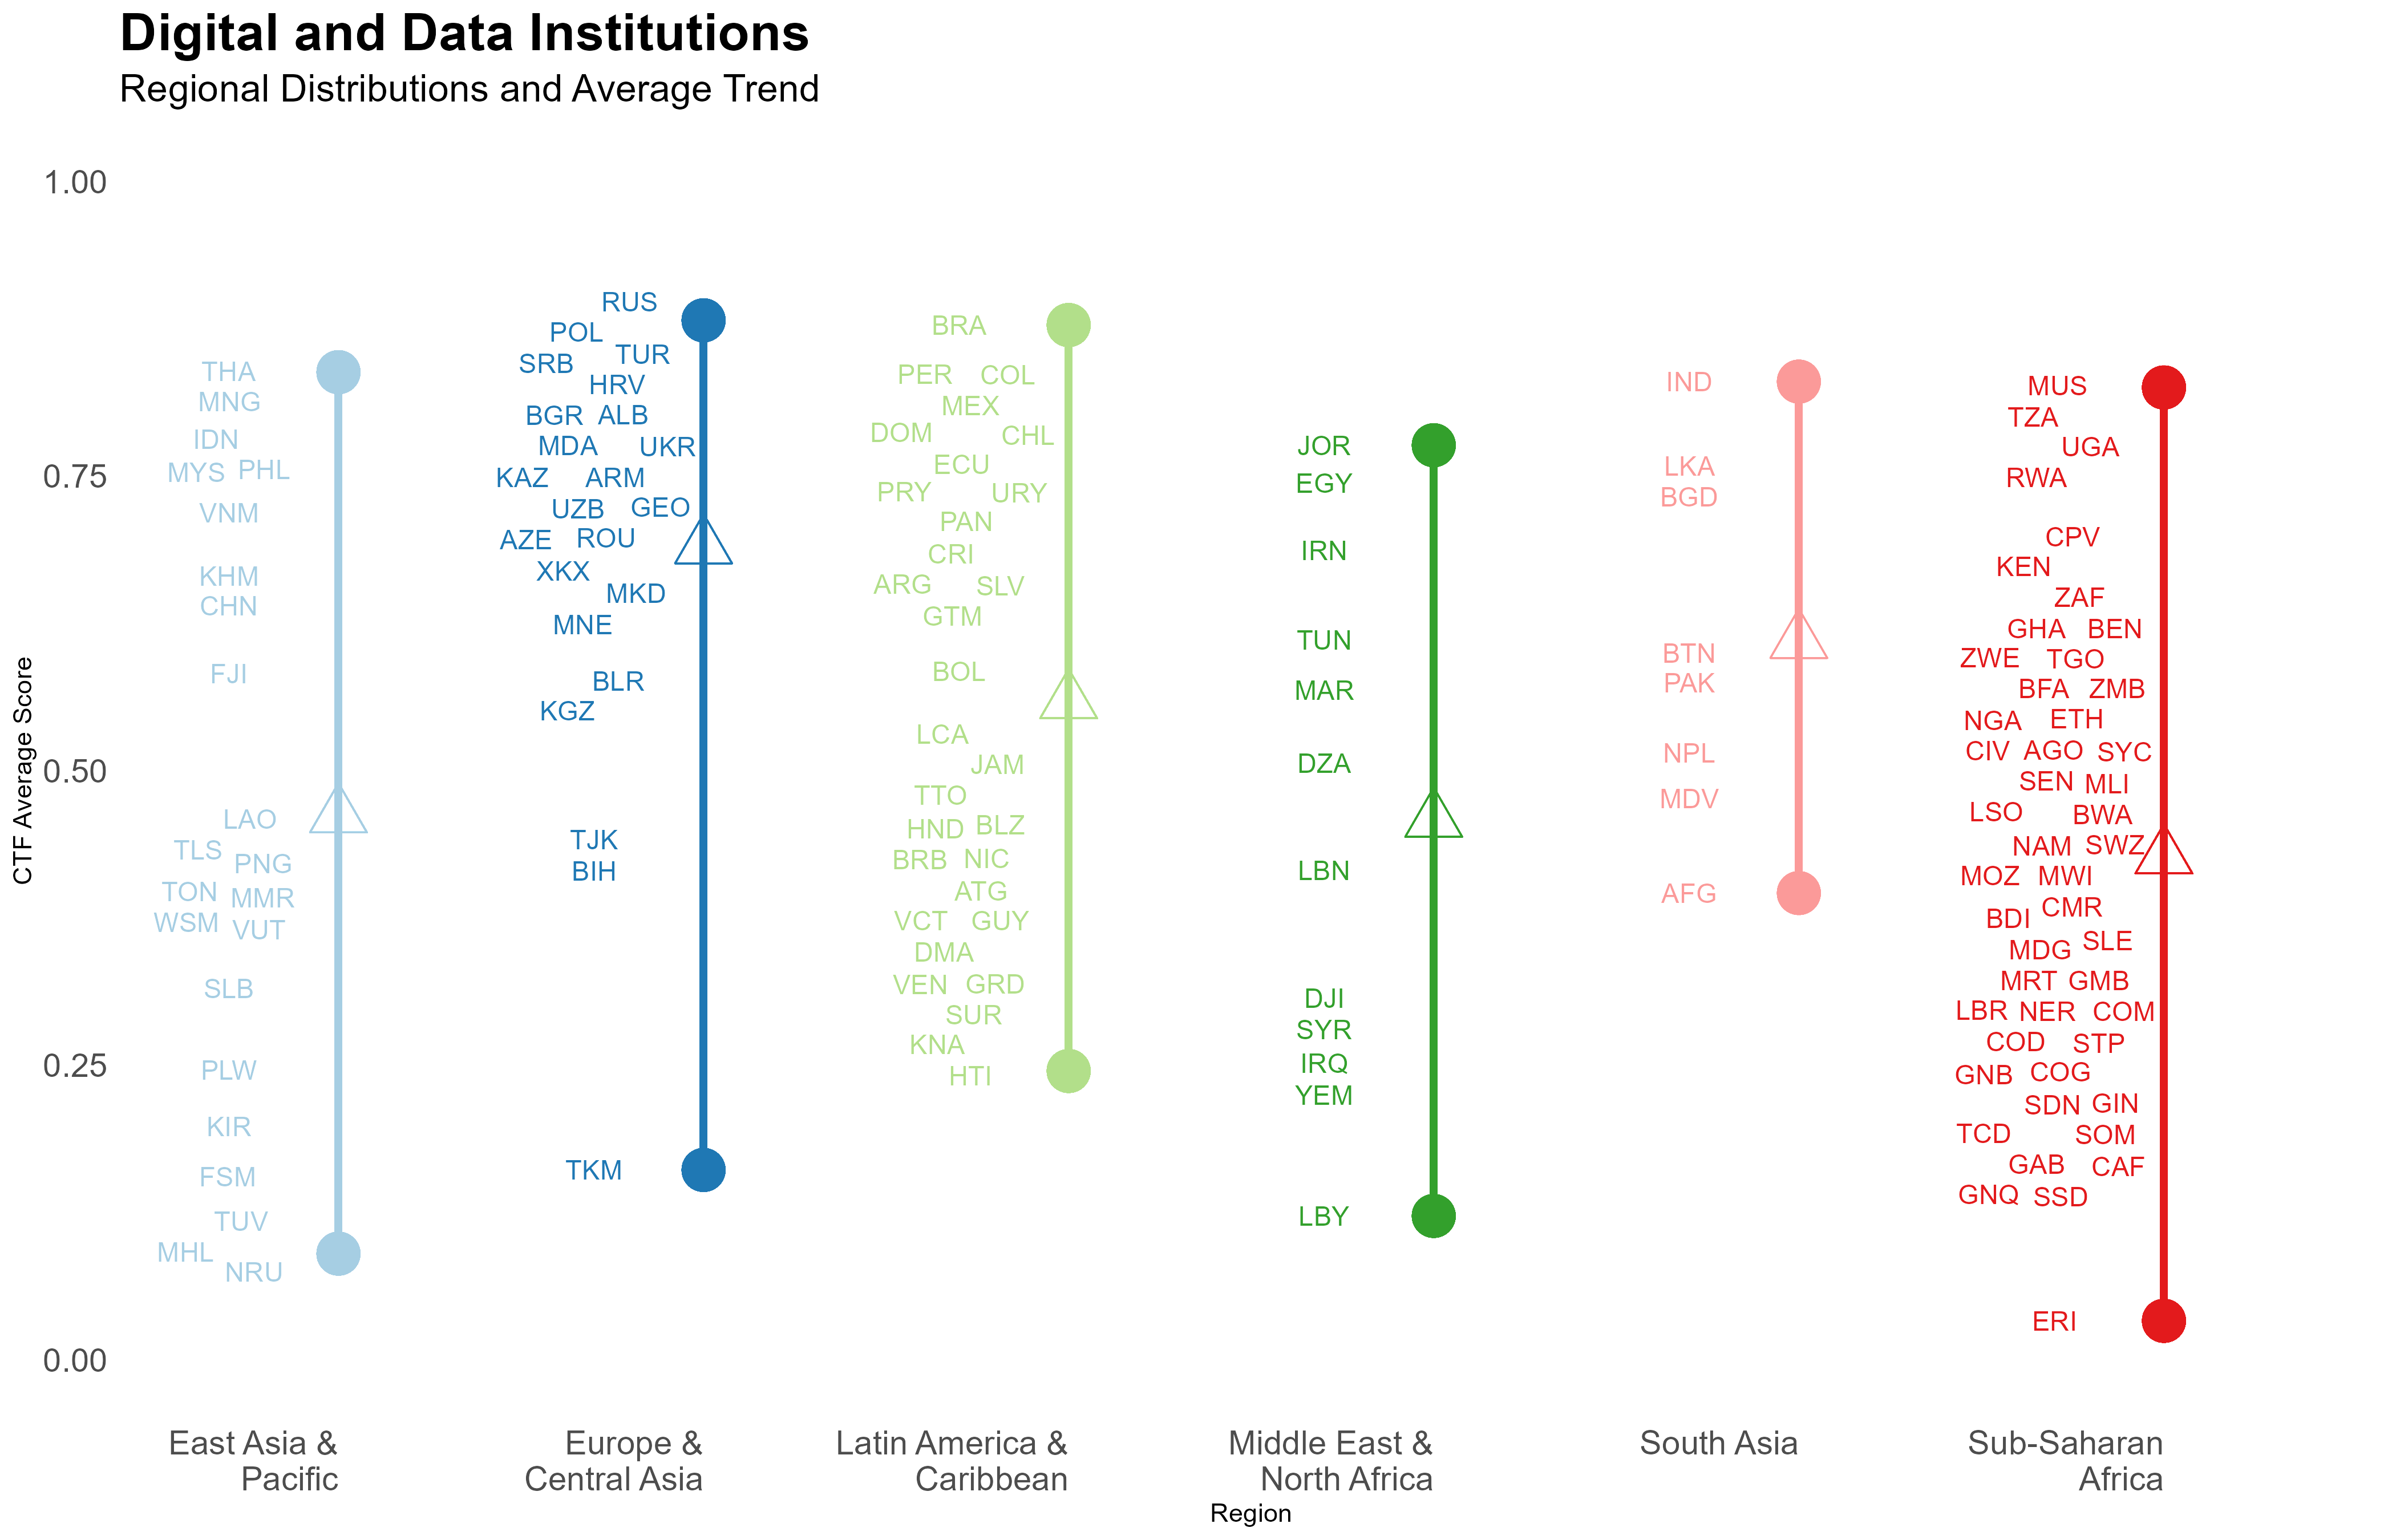 Digital and Data Institutions
Regional Distributions and Average Trend
CTF Average Score
1.00
0.75
0.50
0.25
0.00
THA
MNG
IDN
MYS PHL
VNM
KHM
CHN
FJI
LAO
TLS
PNG
TON
MMR
WSM
VUT
SLB
PLW
KIR
FSM
TUV
MHL
NRU
RUS
POL
TUR
SRB
HRV
BGR ALB
MDA UKR
KAZ ARM
UZB GEO
AZE ROU
XKX
MKD
MNE
BLR
KGZ
TJK
BIH
TKM
BRA
PER COL
MEX
DOM CHL
ECU
PRY URY
PAN
CRI
ARG SLV
GTM
BOL
LCA
JAM
TTO
HND BLZ
BRB NIC
ATG
VCT GUY
DMA
VEN GRD
SUR
KNA
HTI
JOR
EGY
IRN
TUN
MAR
DZA
LBN
DJI
SYR
IRQ
YEM
LBY
IND
LKA
BGD
BTN
PAK
NPL
MDV
AFG
MUS
TZA
UGA
RWA
CPV
KEN
ZAF
GHA BEN
ZWE TGO
BFA ZMB
NGA ETH
CIV AGO SYC
SEN MLI
LSO BWA
NAM SWZ
MOZ MWI
CMR
BDI
SLE
MDG
MRT GMB
LBR NER COM
COD STP
GNB COG
SDN GIN
TCD SOM
GAB CAF
GNQ SSD
ERI
East Asia &
Pacific
Europe &
Central Asia
Latin America &
Caribbean
Middle East &
North Africa
South Asia
Sub-Saharan
Africa
Region